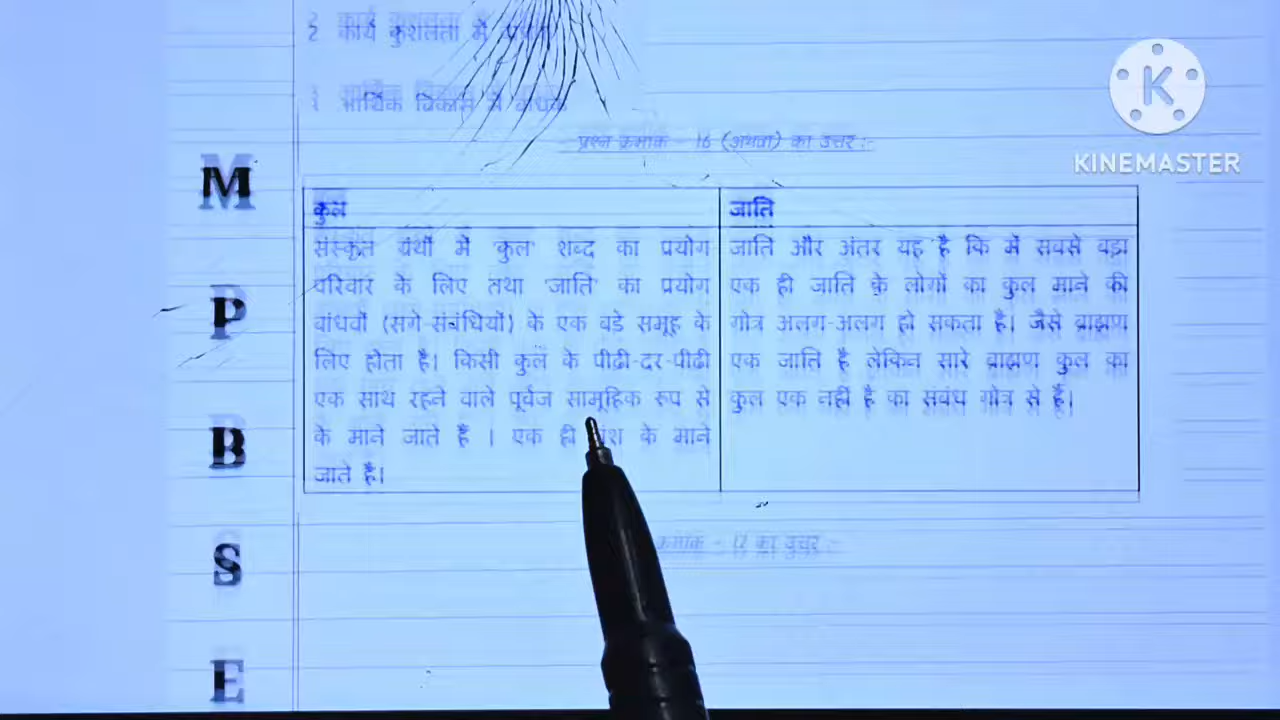 2 कार्य कुशलता में
आर्थिक विकास में बाधक
प्रश्न क्रमांक - 16 (अथवा) का उत्तर :-
KINEMASTER
कुल
जाति
संस्कृत ग्रंथों में 'कुल' शब्द का प्रयोग
परिवार के लिए तथा 'जाति' का प्रयोग
बांधवों (सगे-संबंधियों) के एक बड़े समूह के
लिए होता है। किसी कुल के पीढ़ी-दर-पीढ़ी
एक साथ रहने वाले पूर्वज सामूहिक रूप से
के माने जाते हैं । एक ही वंश के माने
जाते है।
जाति और अंतर यह है कि में सबसे बड़ा
एक ही जाति के लोगों का कुल माने की
गोत्र अलग-अलग हो सकता है। जैसे ब्राह्मण
एक जाति है लेकिन सारे ब्राह्मण कुल का
कुल एक नहीं है का संबंध गोत्र से है।
क्रमांक - 17 का उत्तर :-
M
P
B
S
E